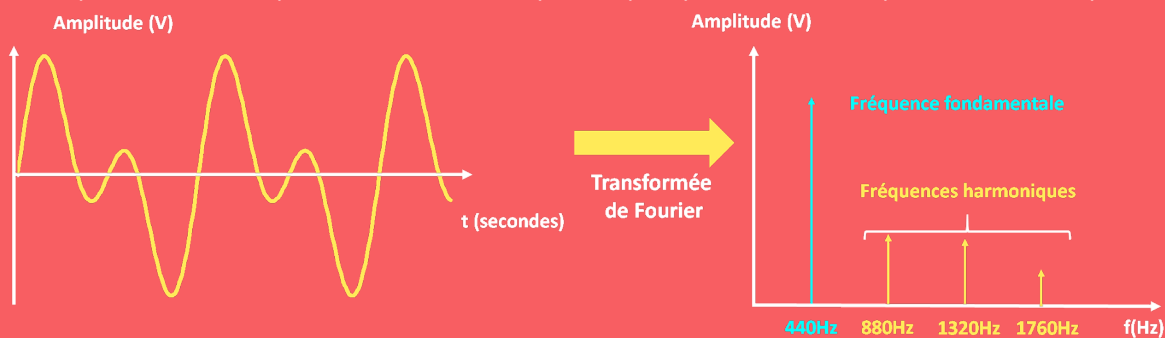 Amplitude (V)
t (secondes)
Transformée
de Fourier
Amplitude (V)
Fréquence fondamentale
Fréquences harmoniques
440Hz 880Hz 1320Hz 1760Hz f(Hz)